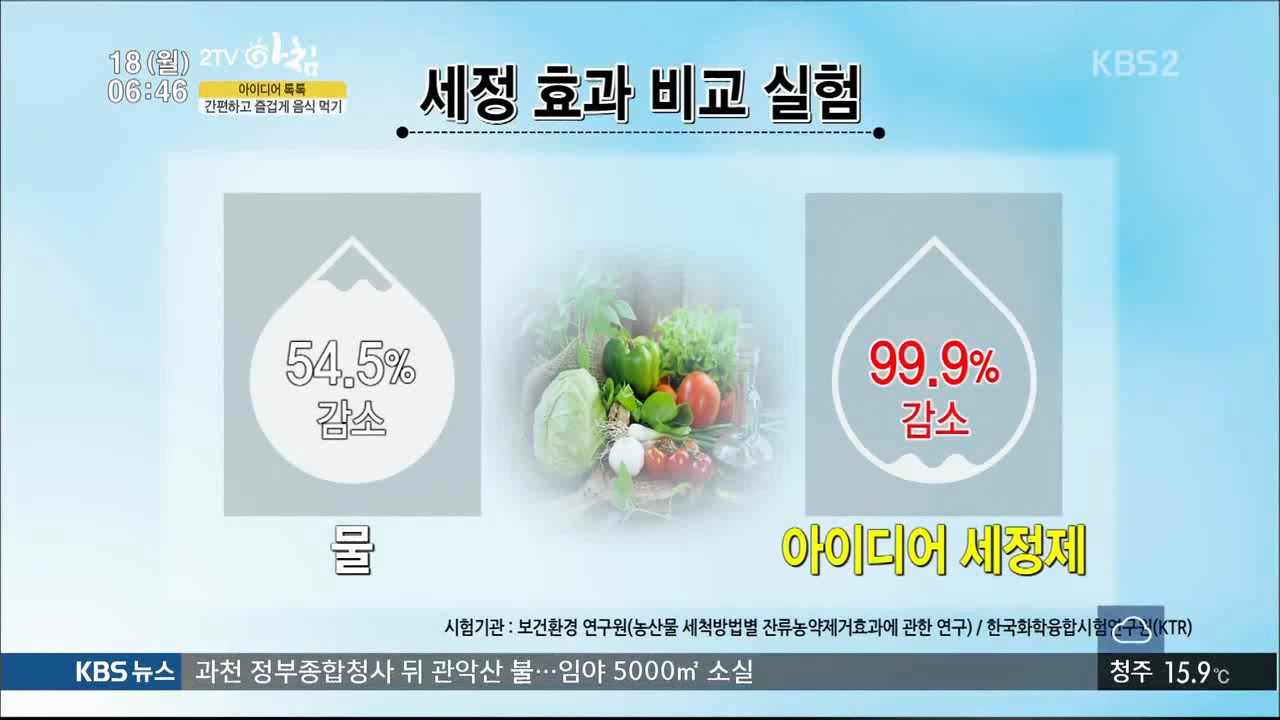 18(월) 2TV 아침
06:46 아이디어 톡톡
간편하고 즐겁게 음식 먹기
KBS2
세정 효과 비교 실험
54.5%
감소
물
99.9%
감소
아이디어 세정제
시험기관 : 보건환경 연구원(농산물 세척방법별 잔류농약제거효과에 관한 연구) / 한국화학융합시험연구원(KTR)
KBS 뉴스 과천 정부종합청사 뒤 관악산 불…임야 5000㎡ 소실
청주 15.9℃